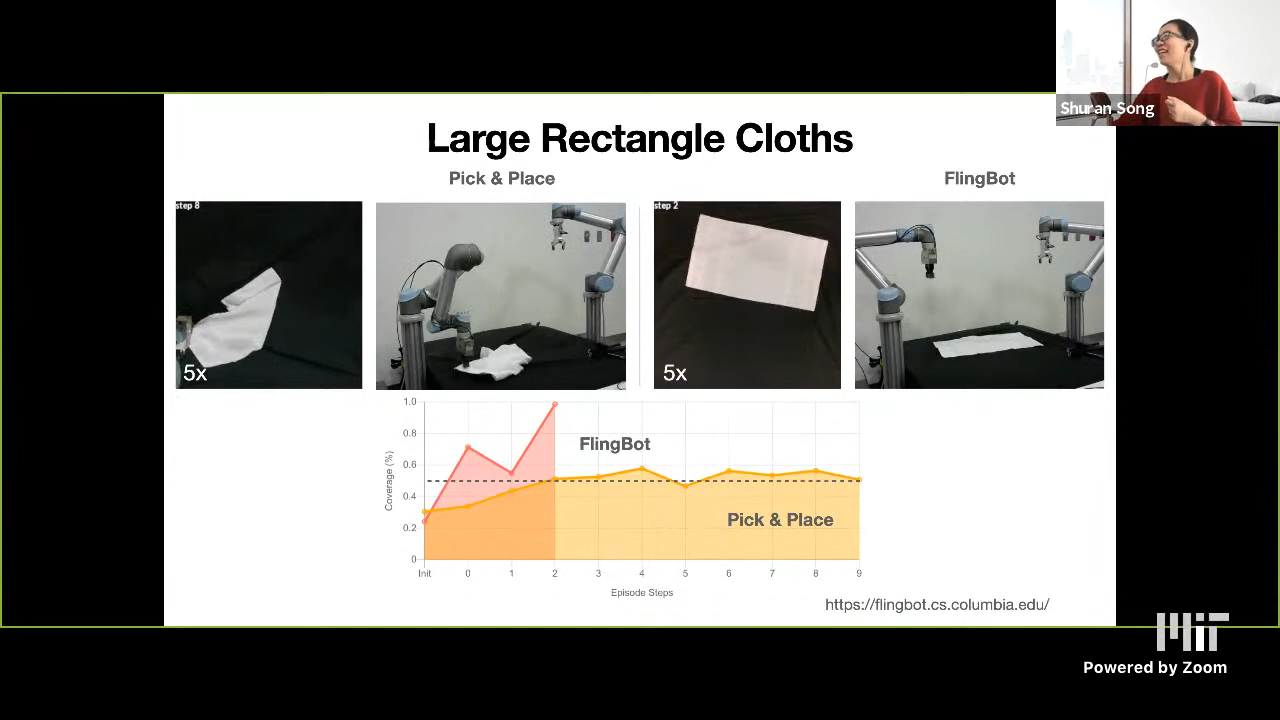 Shuran Song
Large Rectangle Cloths
Pick & Place
FlingBot
step 8
5x
step 2
5x
Coverage (%)
1.0
0.8
0.6
0.4
0.2
0
FlingBot
Pick & Place
Init 0 1 2 3 4 5 6 7 8 9
Episode Steps
https://flingbot.cs.columbia.edu/
MIT
Powered by Zoom